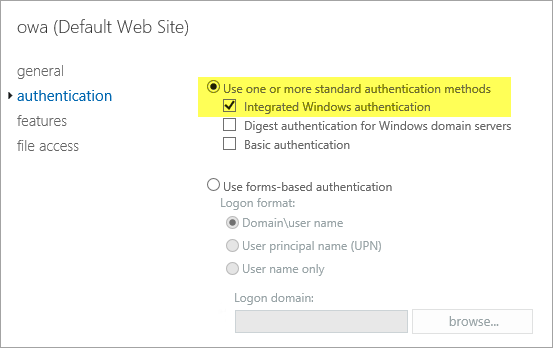 owa (Default Web Site)
general
authentication
features
file access
Use one or more standard authentication methods
Integrated Windows authentication
Digest authentication for Windows domain servers
Basic authentication
Use forms-based authentication
Logon format:
Domain\user name
User principal name (UPN)
User name only
Logon domain:
browse...